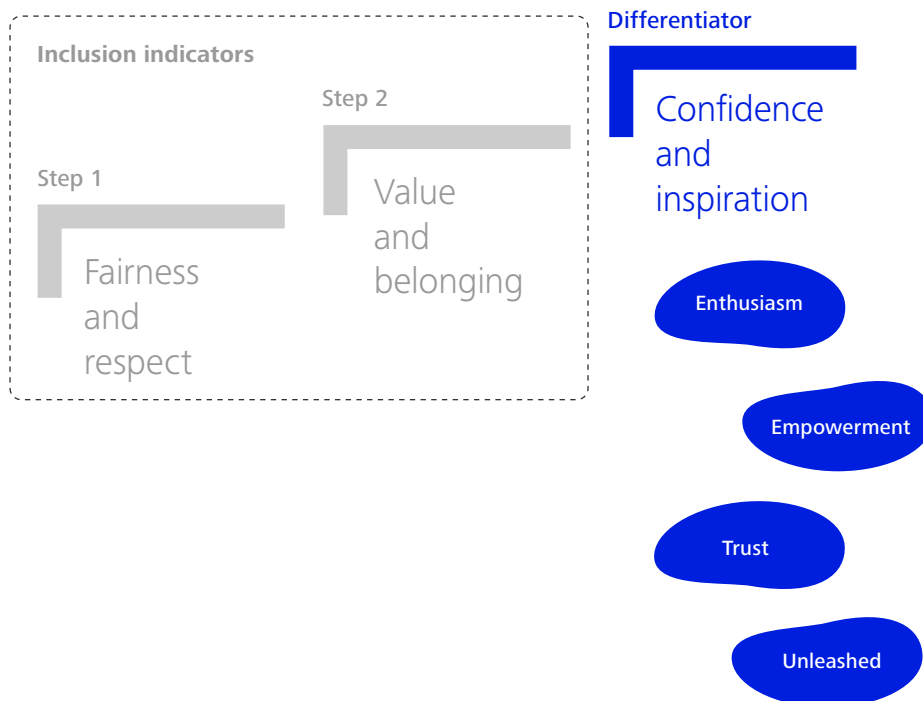 Inclusion indicators
Step 1
Fairness
and
respect
Step 2
Value
and
belonging
Differentiator
Confidence
and
inspiration
Enthusiasm
Empowerment
Trust
Unleashed